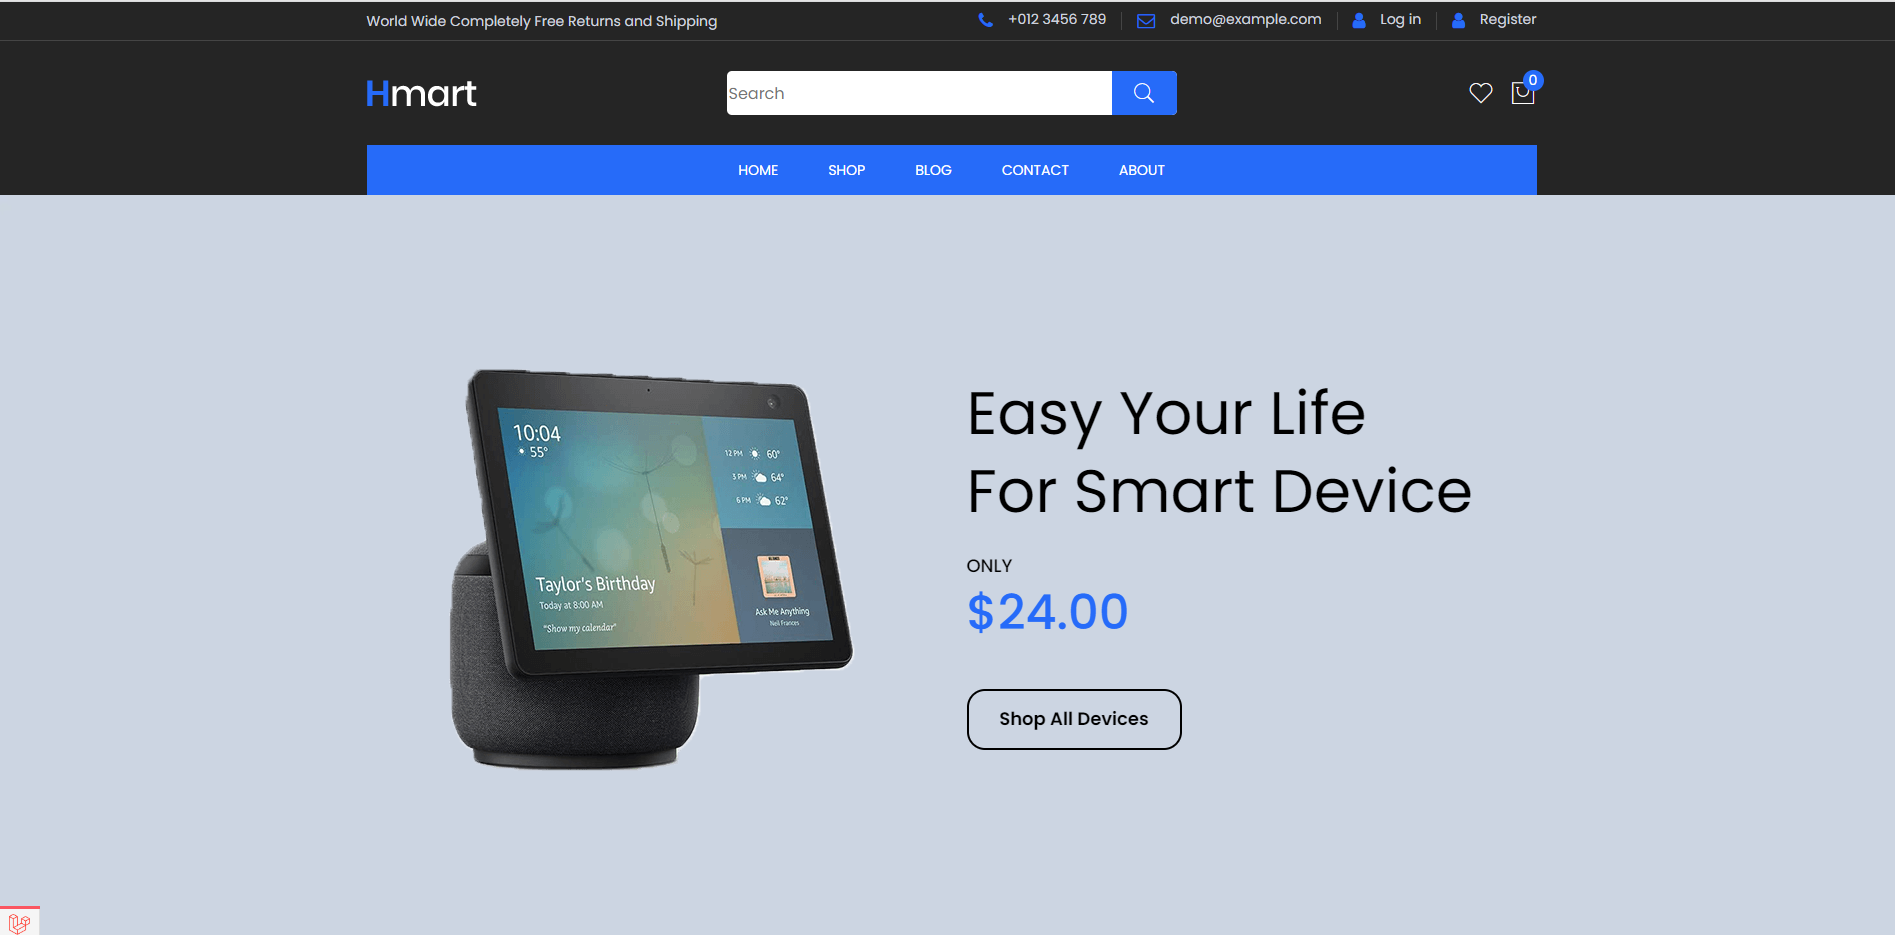 World Wide Completely Free Returns and Shipping
+012 3456 789
demo@example.com
Log in
Register
Hmart
Search
0
HOME SHOP BLOG CONTACT ABOUT
10:04
55°
12 PM 60°
3 PM 64°
6 PM 62°
Taylor's Birthday
Today at 8:00 AM
"Show my calendar"
Ask Me Anything
Neil Frances
Easy Your Life
For Smart Device
ONLY
$24.00
Shop All Devices